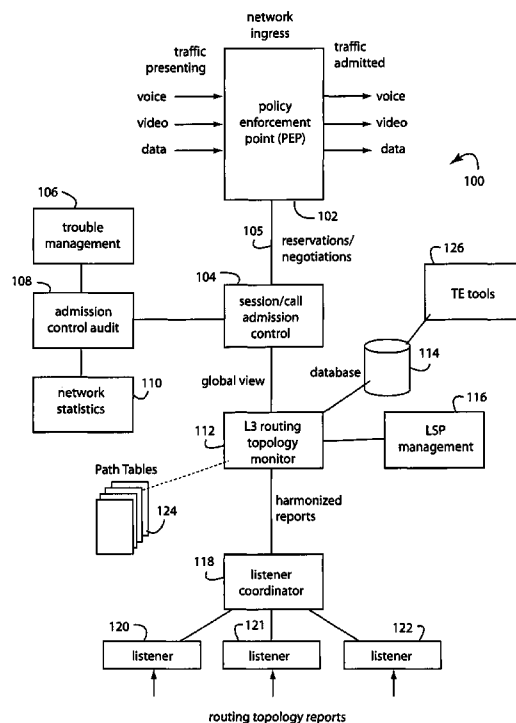 network
ingress
traffic
presenting
traffic
admitted
voice
video
data
policy
enforcement
point (PEP)
voice
video
data
100
102
105
reservations/
negotiations
106
trouble
management
108
admission
control audit
104
session/call
admission
control
126
TE tools
110
network
statistics
global view
database
114
116
LSP
management
112
L3 routing
topology
monitor
Path Tables
124
harmonized
reports
118
listener
coordinator
120
listener
121
listener
122
listener
routing topology reports